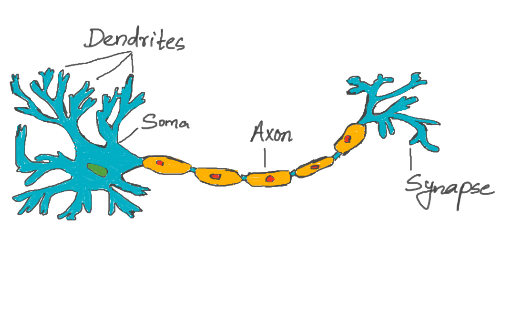 Dendrites
Soma
Axon
Synapse